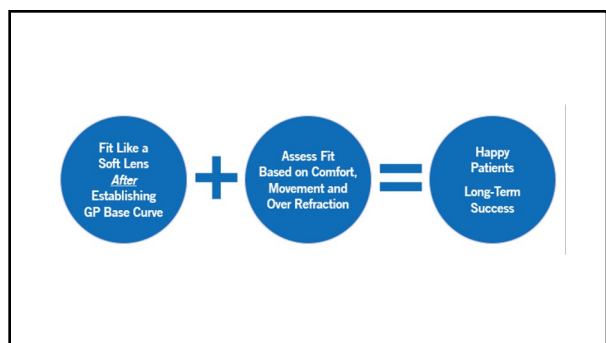 Fit Like a
Soft Lens
After
Establishing
GP Base Curve
+
Assess Fit
Based on Comfort,
Movement and
Over Refraction
=
Happy
Patients
Long-Term
Success